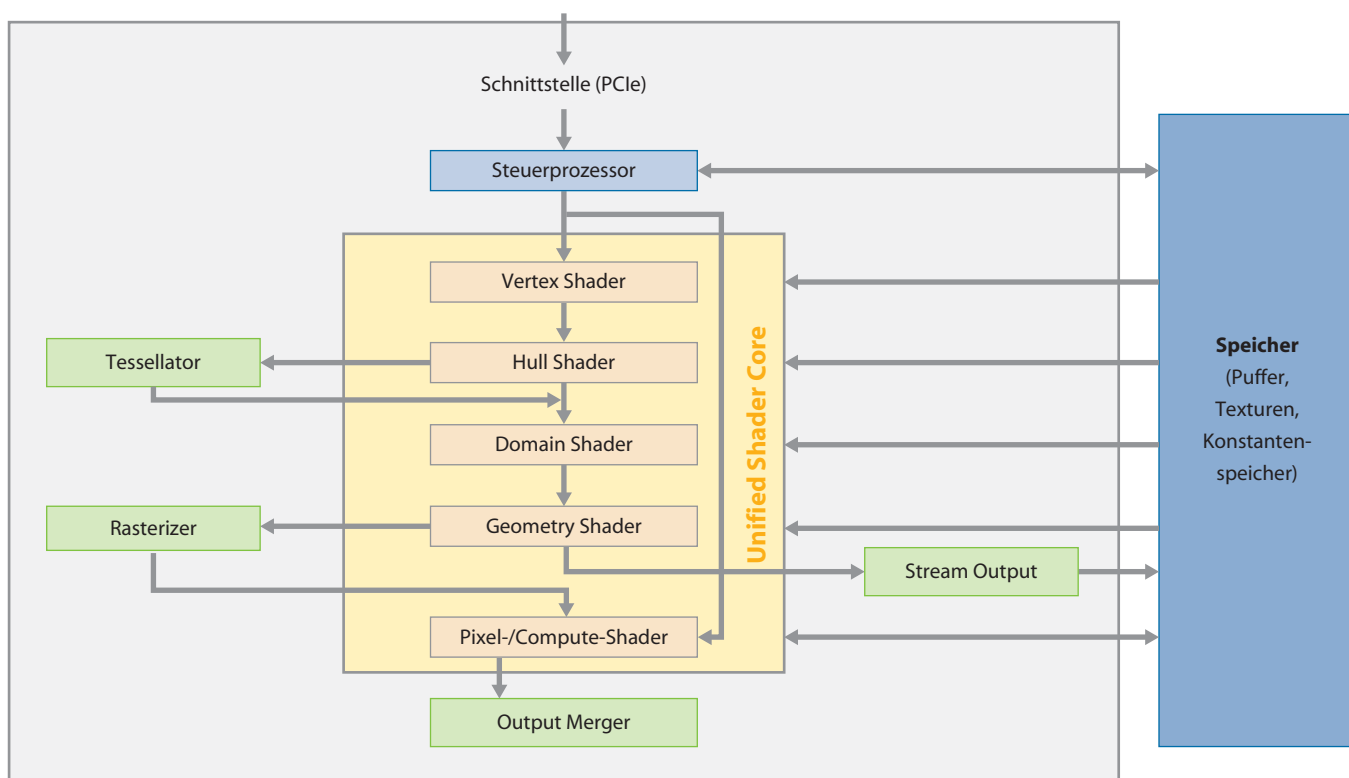 Schnittstelle (PCIe)
Steuerprozessor
Vertex Shader
Tessellator
Hull Shader
Domain Shader
Rasterizer
Geometry Shader
Unified Shader Core
Stream Output
Pixel-/Compute-Shader
Output Merger
Speicher
(Puffer,
Texturen,
Konstanten-
speicher)